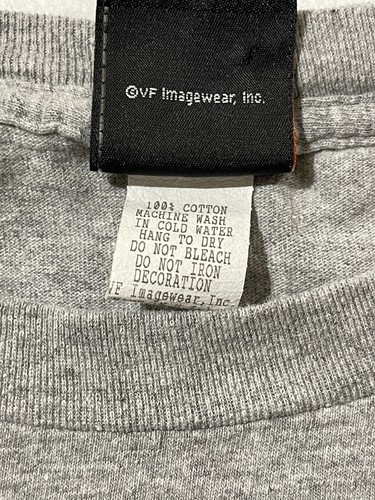 ©VF Imagewear, Inc.
100% COTTON
MACHINE WASH
IN COLD WATER
HANG TO DRY
DO NOT BLEACH
DO NOT IRON
DECORATION
VF Imagewear,Inc